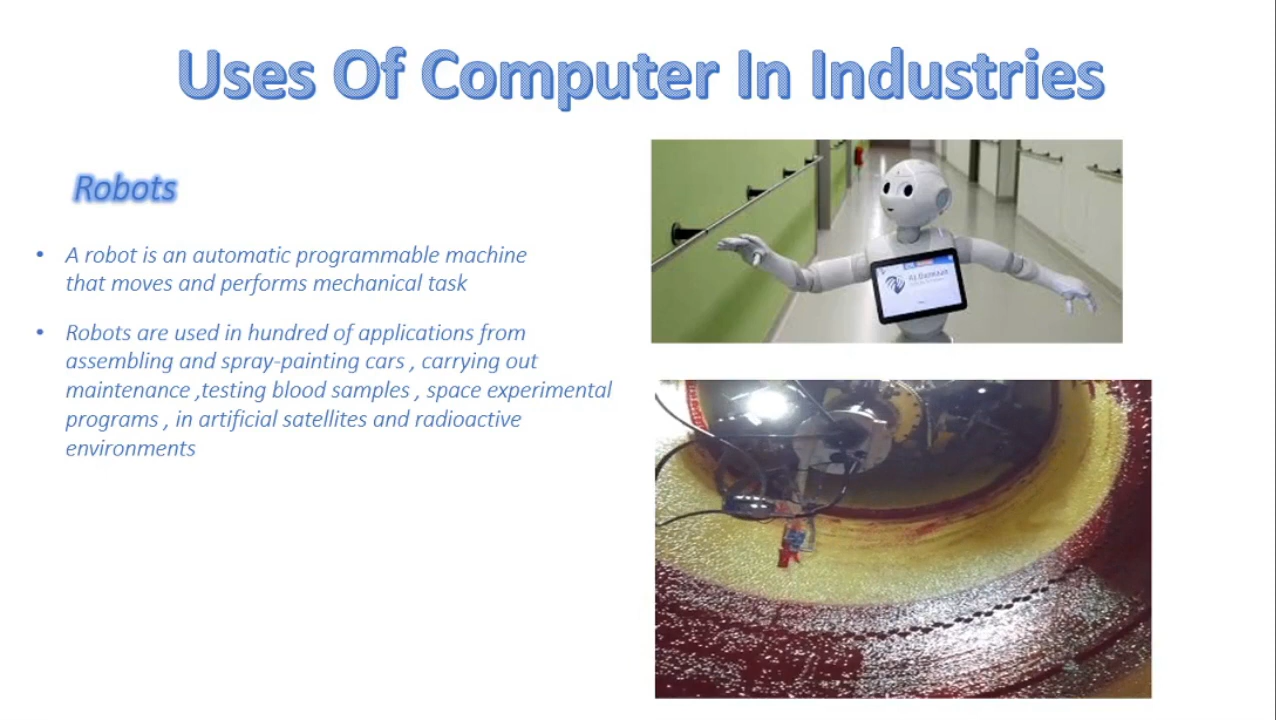 Uses Of Computer In Industries
Robots
• A robot is an automatic programmable machine
that moves and performs mechanical task
• Robots are used in hundred of applications from
assembling and spray-painting cars , carrying out
maintenance ,testing blood samples , space experimental
programs , in artificial satellites and radioactive
environments